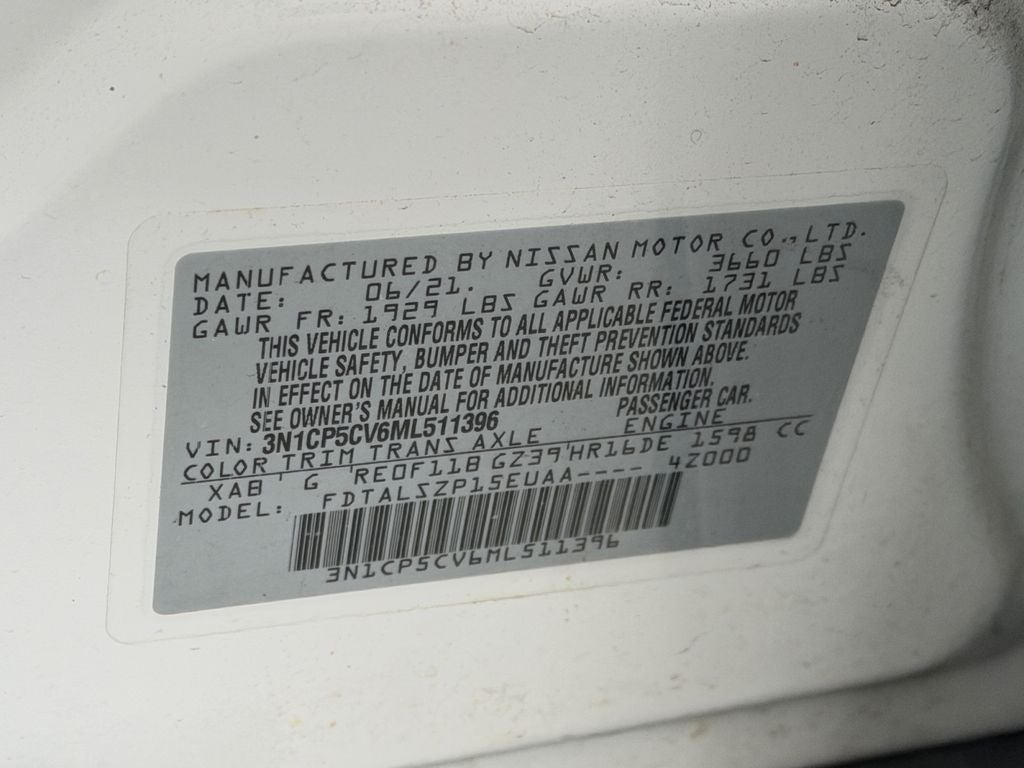 MANUFACTURED BY NISSAN MOTOR CO., LTD.
DATE: 06/21. GVWR: 3660 LBS
GAWR FR: 1929 LBS GAWR RR: 1731 LBS
THIS VEHICLE CONFORMS TO ALL APPLICABLE FEDERAL MOTOR
VEHICLE SAFETY, BUMPER AND THEFT PREVENTION STANDARDS
IN EFFECT ON THE DATE OF MANUFACTURE SHOWN ABOVE.
SEE OWNER'S MANUAL FOR ADDITIONAL INFORMATION.
VIN: 3N1CP5CV6ML511396 PASSENGER CAR.
COLOR TRIM TRANS AXLE ENGINE
XAB ' G 'RE0F11B GZ39'HR16DE 1598 CC
MODEL: FDTALSZP15EUAA---- 4Z000
3N1CP5CV6ML511396